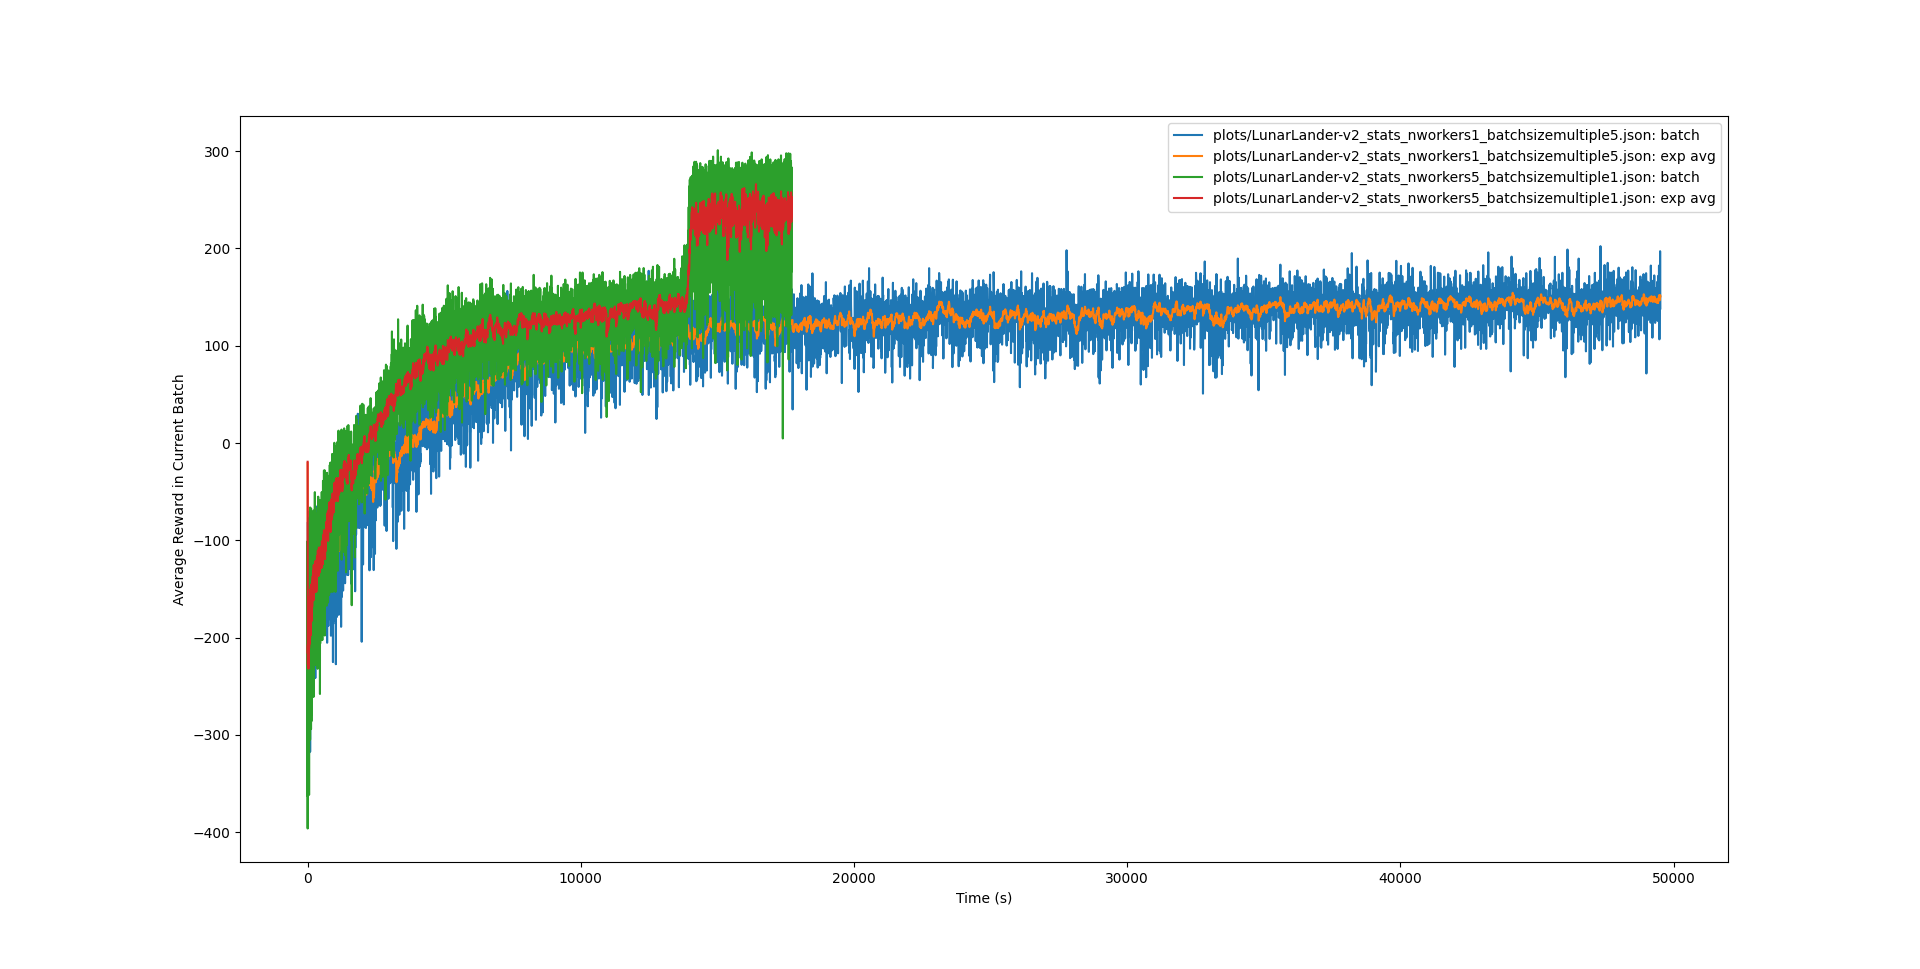 plots/LunarLander-v2_stats_nworkers1_batchsizemultiple5.json: batch
plots/LunarLander-v2_stats_nworkers1_batchsizemultiple5.json: exp avg
plots/LunarLander-v2_stats_nworkers5_batchsizemultiple1.json: batch
plots/LunarLander-v2_stats_nworkers5_batchsizemultiple1.json: exp avg
Average Reward in Current Batch
300
200
100
0
−100
−200
−300
−400
0 10000 20000 30000 40000 50000
Time (s)